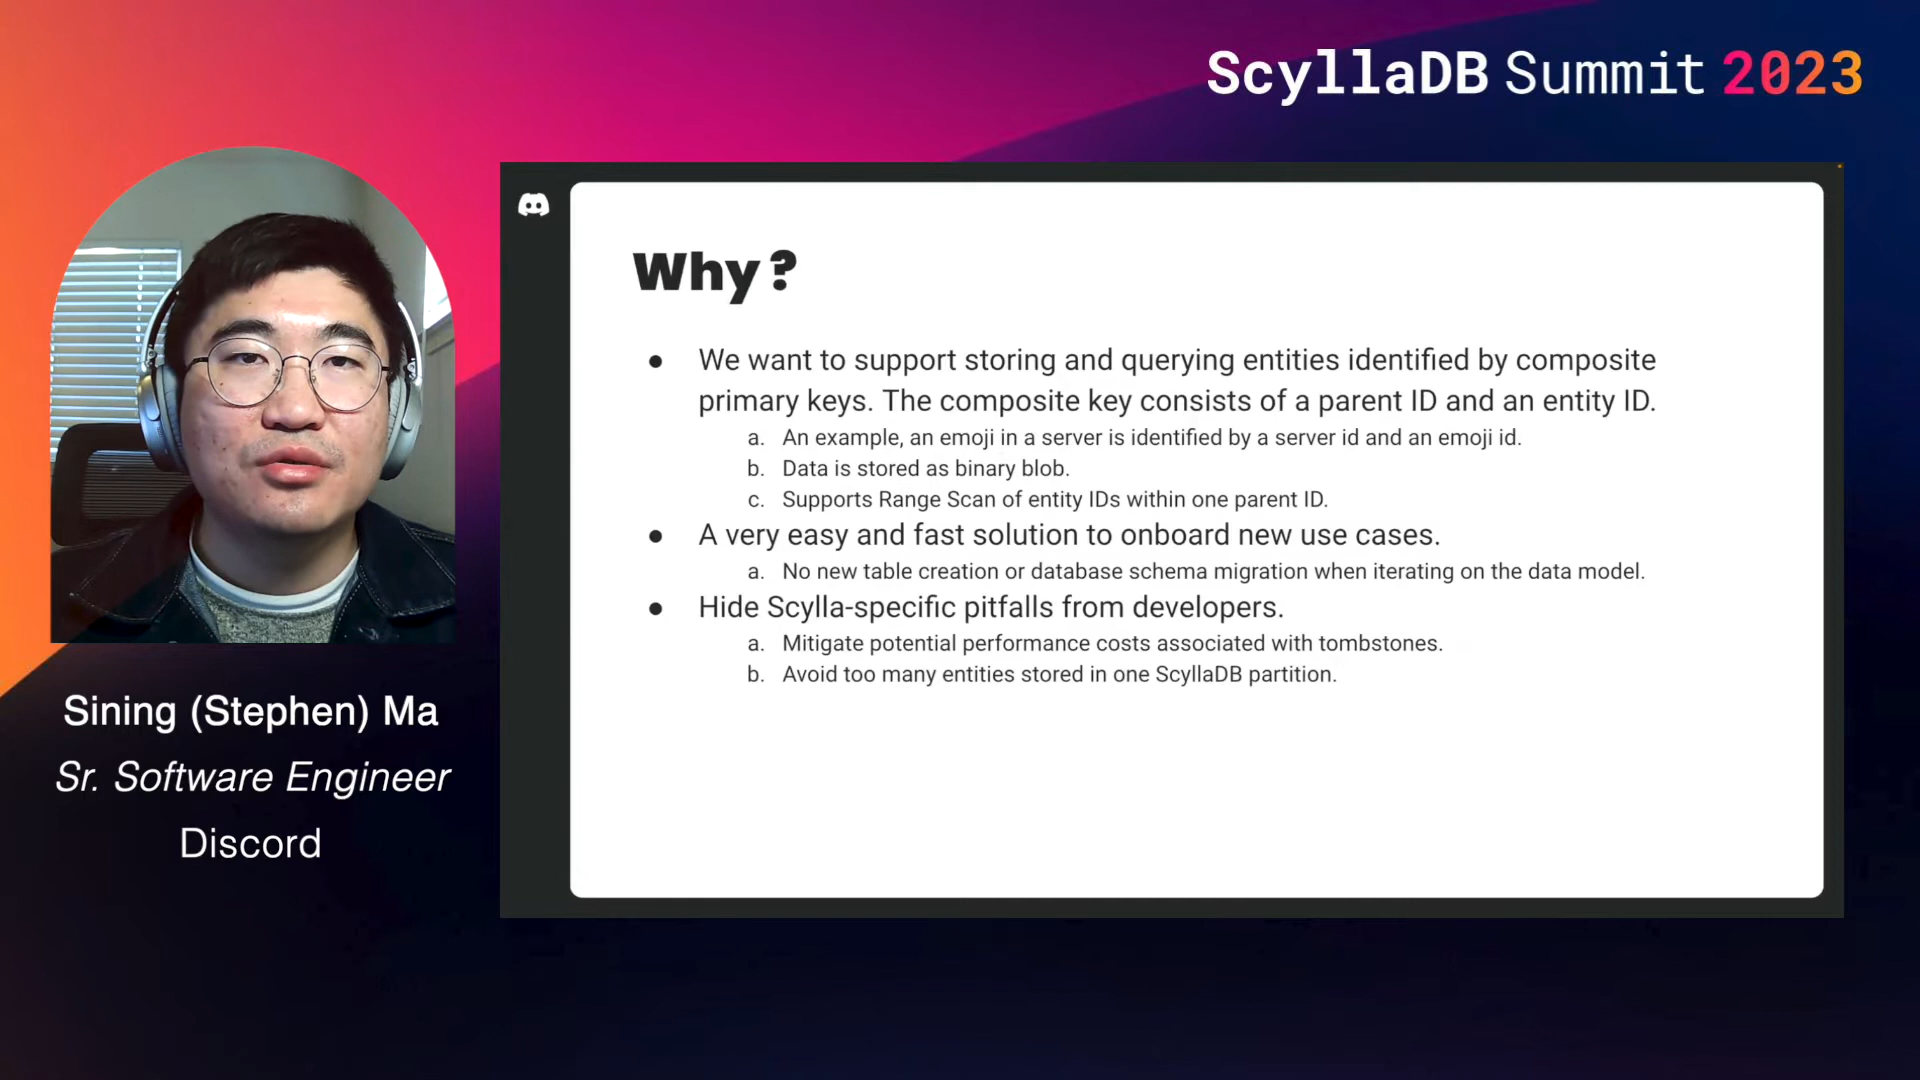 ScyllaDB Summit 2023
Why?
● We want to support storing and querying entities identified by composite
primary keys. The composite key consists of a parent ID and an entity ID.
a. An example, an emoji in a server is identified by a server id and an emoji id.
b. Data is stored as binary blob.
c. Supports Range Scan of entity IDs within one parent ID.
● A very easy and fast solution to onboard new use cases.
a. No new table creation or database schema migration when iterating on the data model.
● Hide Scylla-specific pitfalls from developers.
a. Mitigate potential performance costs associated with tombstones.
b. Avoid too many entities stored in one ScyllaDB partition.
Sining (Stephen) Ma
Sr. Software Engineer
Discord